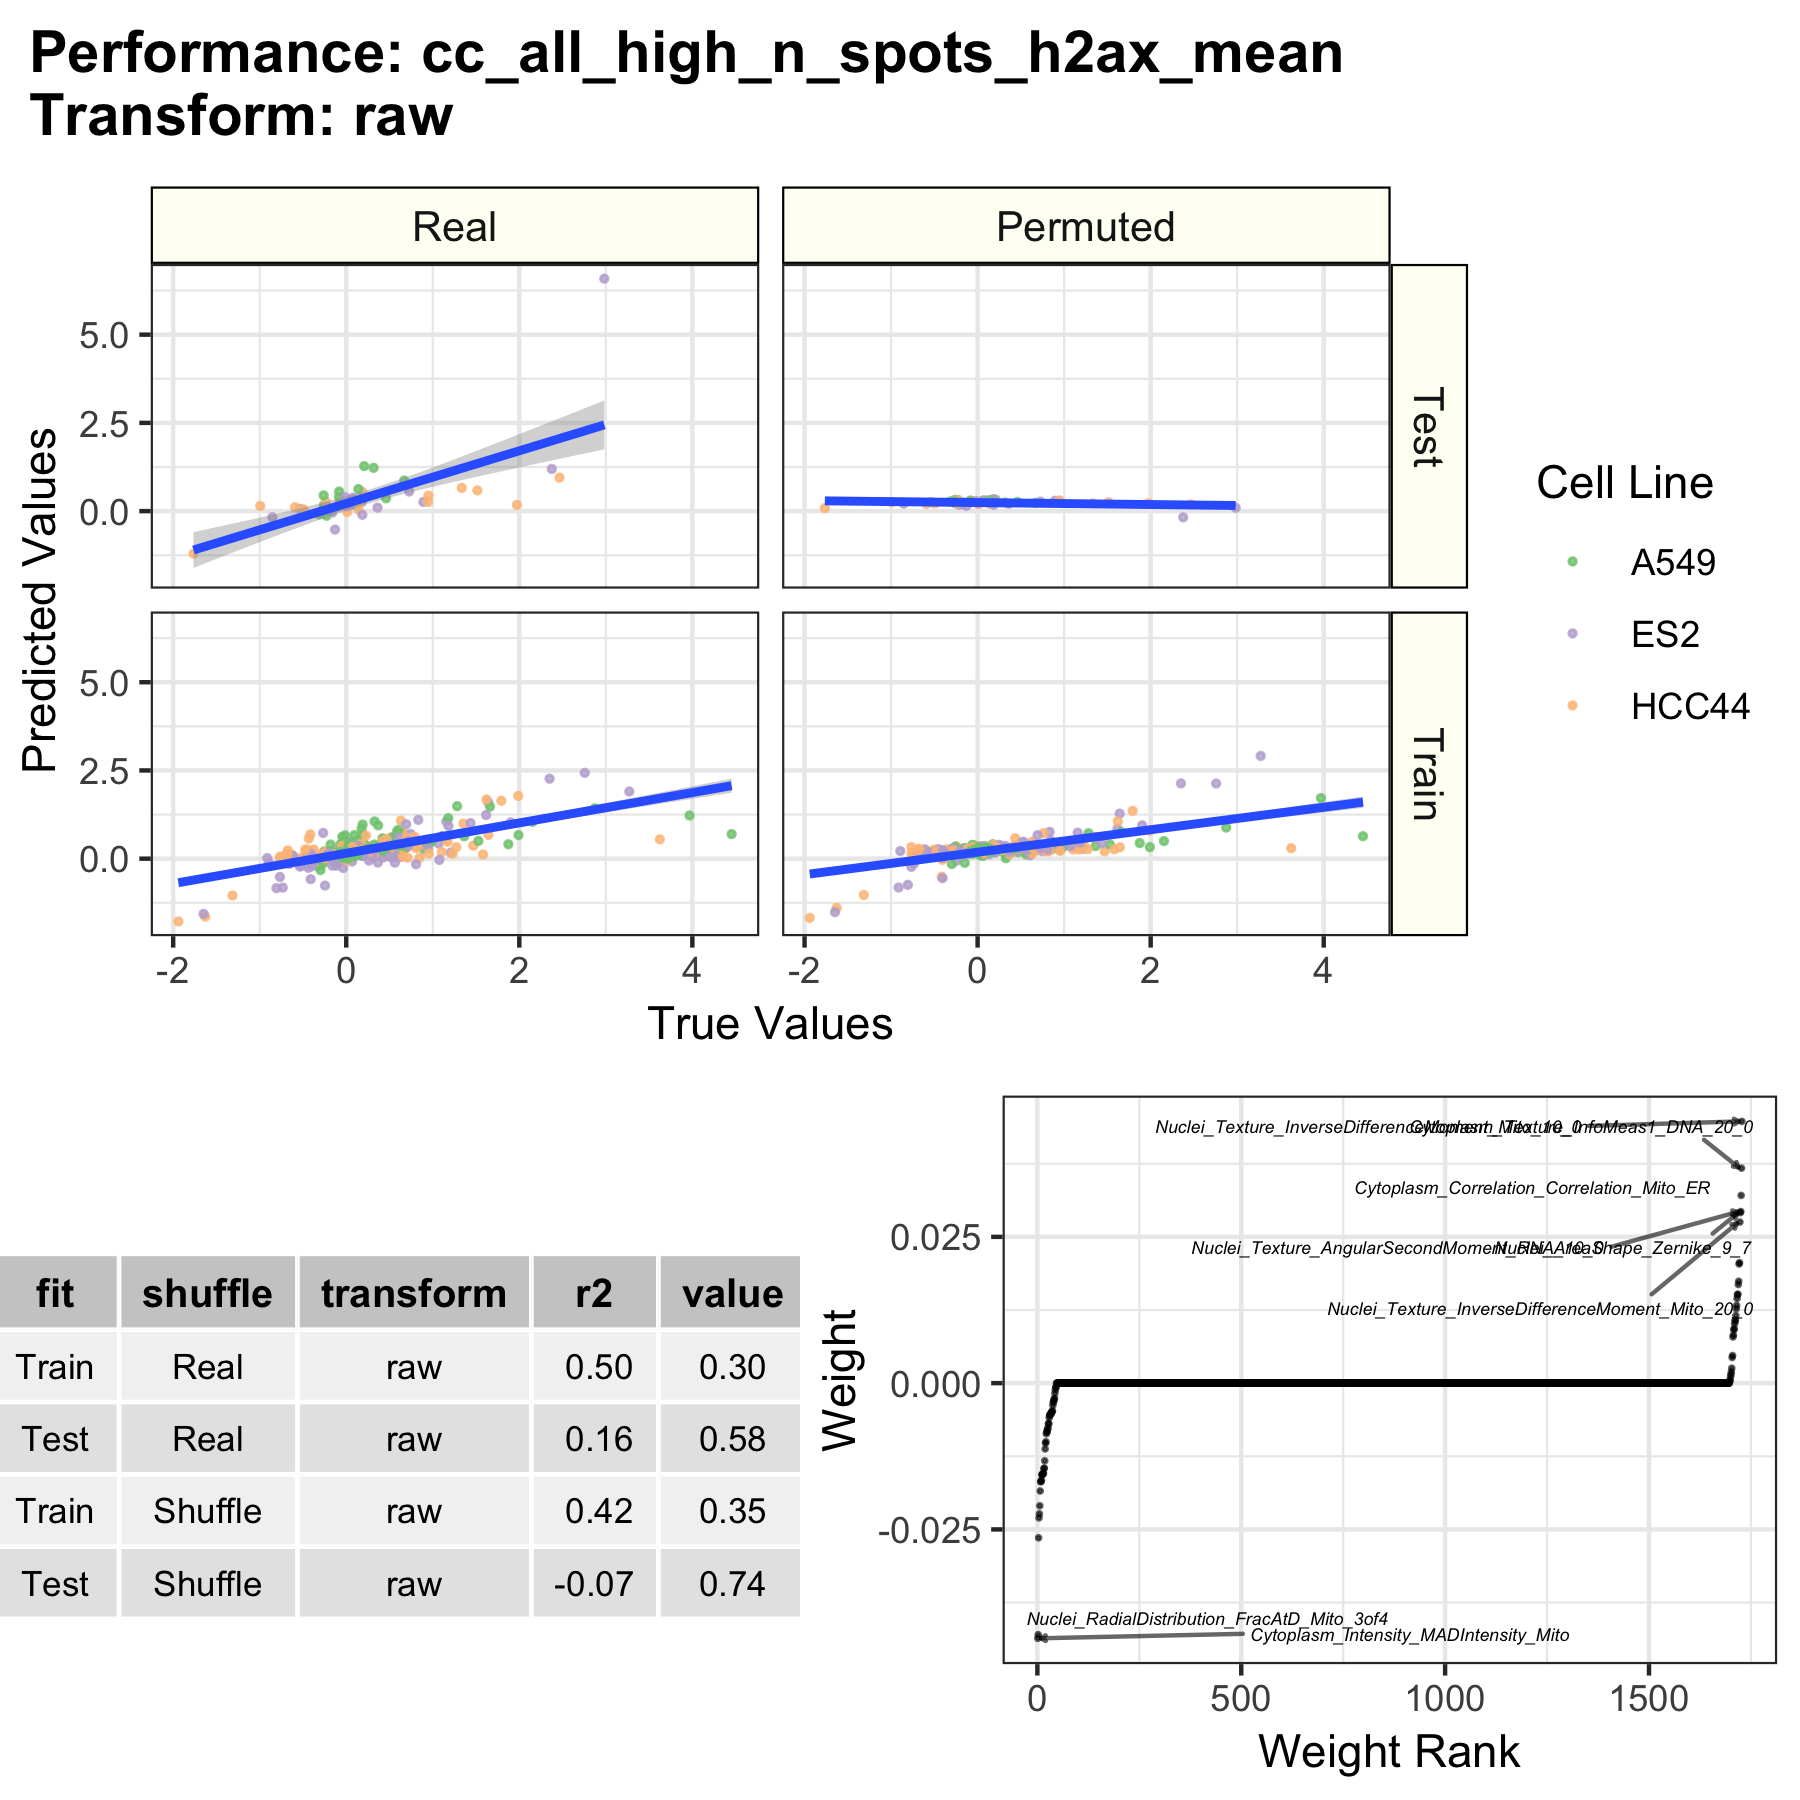 Performance: cc_all_high_n_spots_h2ax_mean
Transform: raw
Real
Permuted
5.0
2.5
0.0
Test
5.0
2.5
0.0
Train
Predicted Values
-2
0
2
4
-2
0
2
4
True Values
Cell Line
A549
ES2
HCC44
fit shuffle transform r2 value
Train Real raw 0.50 0.30
Test Real raw 0.16 0.58
Train Shuffle raw 0.42 0.35
Test Shuffle raw -0.07 0.74
Weight
0.025
0.000
-0.025
Nuclei_Texture_InverseDifferenceMoment_Mito_10_0
Cytoplasm_Texture_InfoMeas1_DNA_20_0
Cytoplasm_Correlation_Correlation_Mito_ER
Nuclei_Texture_AngularSecondMoment_RNA_10_0
Nuclei_AreaShape_Zernike_9_7
Nuclei_Texture_InverseDifferenceMoment_Mito_20_0
Nuclei_RadialDistribution_FracAtD_Mito_3of4
Cytoplasm_Intensity_MADIntensity_Mito
0
500
1000
1500
Weight Rank